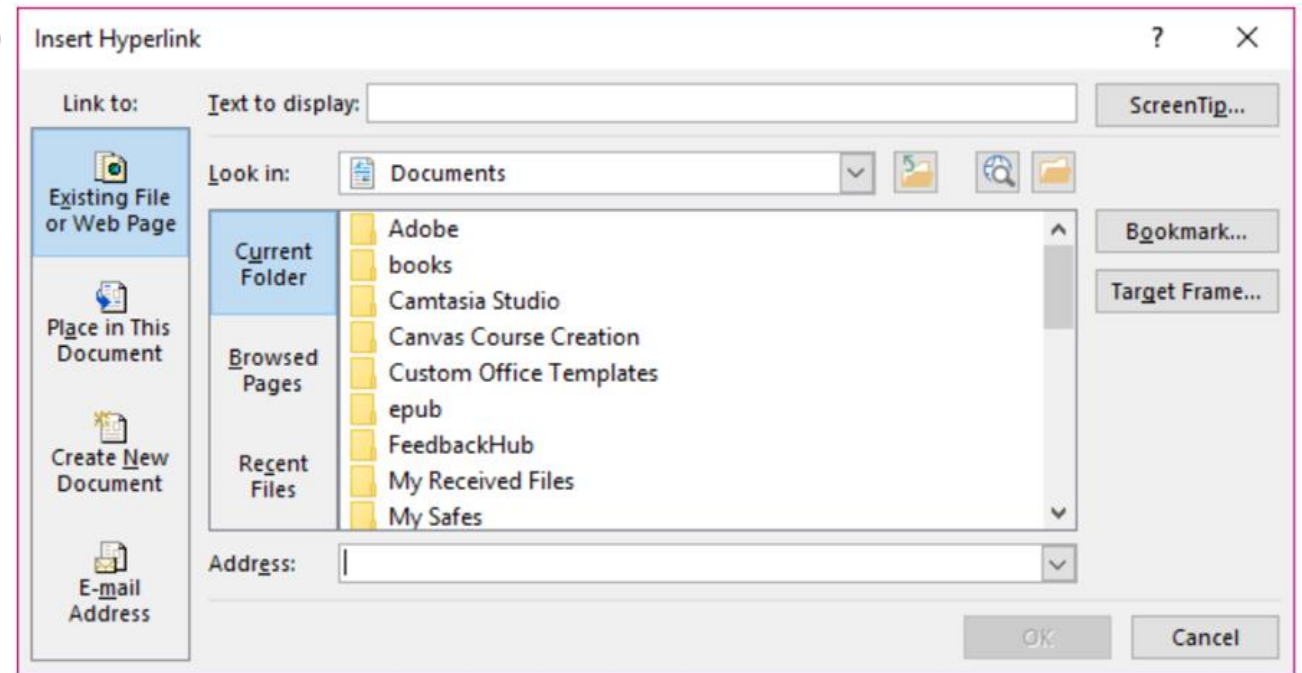 Insert Hyperlink
?
Link to:
Text to display:
ScreenTip...
Existing File
or Web Page
Look in:
Documents
Current
Folder
Adobe
books
Camtasia Studio
Canvas Course Creation
Custom Office Templates
epub
FeedbackHub
My Received Files
My Safes
Bookmark...
Target Frame...
Place in This
Document
Browsed
Pages
Create New
Document
Recent
Files
E-mail
Address
Address:
OK
Cancel